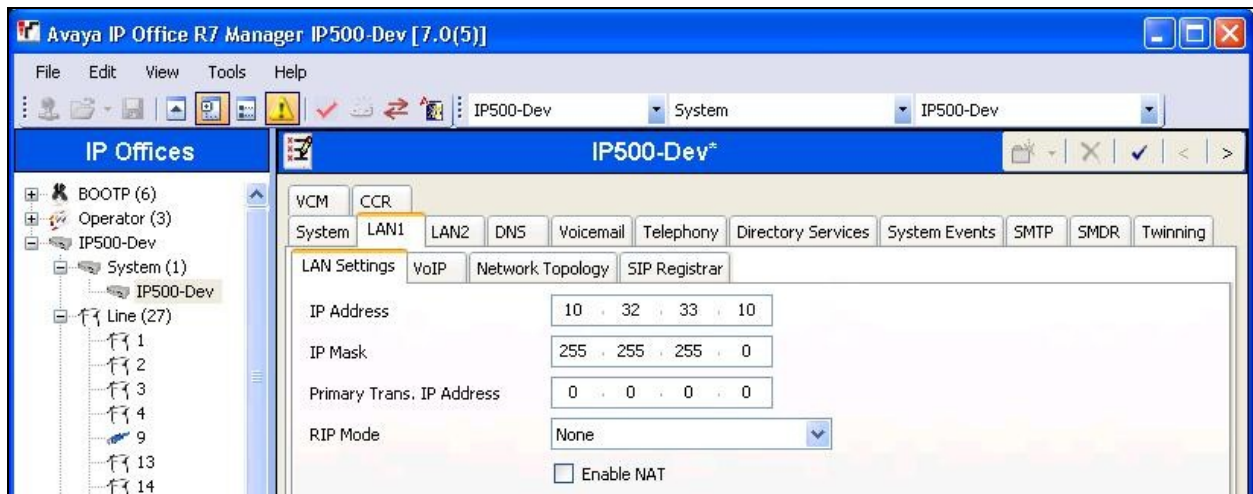 Avaya IP Office R7 Manager IP500-Dev [7.0(5)]
File Edit View Tools Help
IP500-Dev System IP500-Dev
IP Offices
IP500-Dev*
BOOTP (6)
Operator (3)
IP500-Dev
System (1)
IP500-Dev
Line (27)
1
2
3
4
9
13
14
VCM CCR
System LAN1 LAN2 DNS Voicemail Telephony Directory Services System Events SMTP SMDR Twinning
LAN Settings VoIP Network Topology SIP Registrar
IP Address 10 . 32 . 33 . 10
IP Mask 255 . 255 . 255 . 0
Primary Trans. IP Address 0 . 0 . 0 . 0
RIP Mode None
Enable NAT